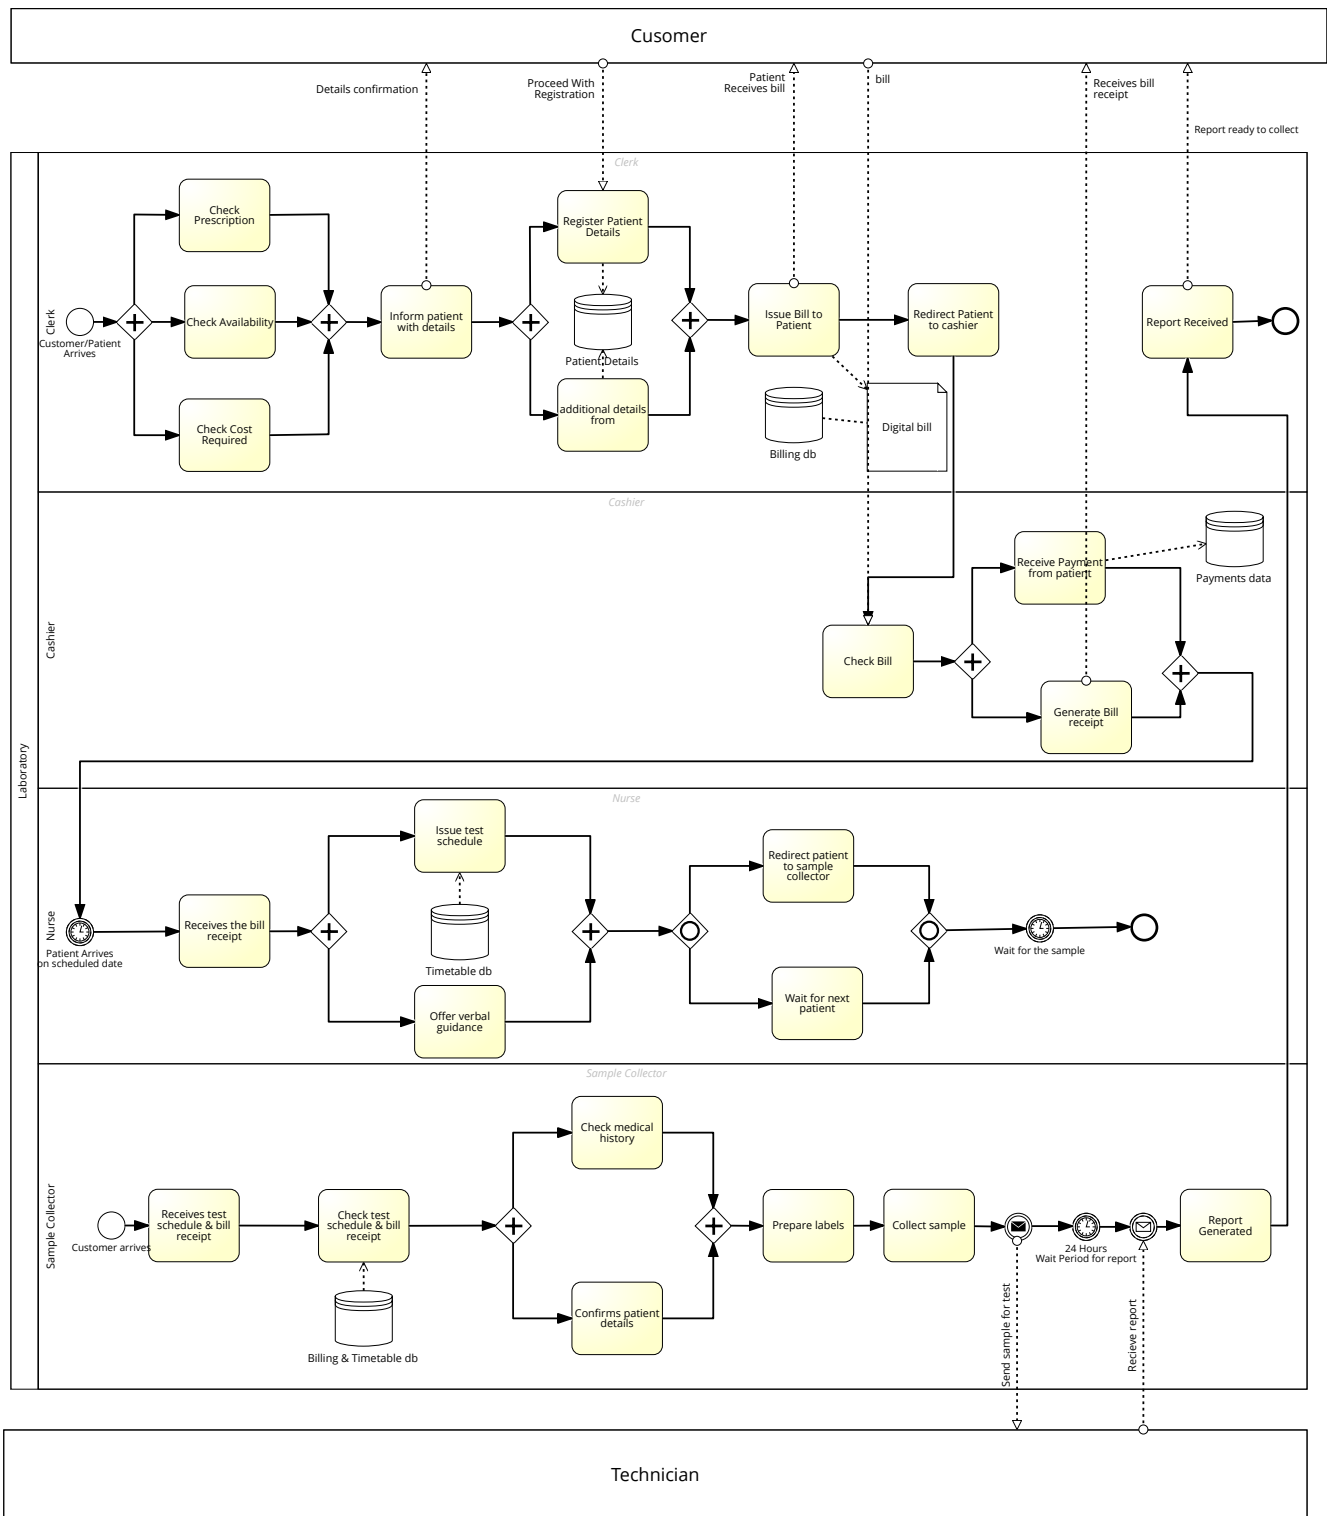 Cusomer
Details confirmation
Proceed With
Registration
Patient
Receives bill
bill
Receives bill
receipt
Report ready to collect
Laboratory
Clerk
Clerk
Customer/Patient
Arrives
Check
Prescription
Check Availability
Check Cost
Required
Inform patient
with details
Register Patient
Details
Patient Details
additional details
from
Issue Bill to
Patient
Redirect Patient
to cashier
Billing db
Digital bill
Report Received
Cashier
Cashier
Check Bill
Receive Payment
from patient
Payments data
Generate Bill
receipt
Nurse
Nurse
Patient Arrives
on scheduled date
Receives the bill
receipt
Issue test
schedule
Timetable db
Offer verbal
guidance
Redirect patient
to sample
collector
Wait for next
patient
Wait for the sample
Sample Collector
Sample Collector
Customer arrives
Receives test
schedule & bill
receipt
Check test
schedule & bill
receipt
Billing & Timetable db
Check medical
history
Confirms patient
details
Prepare labels
Collect sample
24 Hours
Wait Period for report
Report
Generated
Send sample for test
Recieve report
Technician